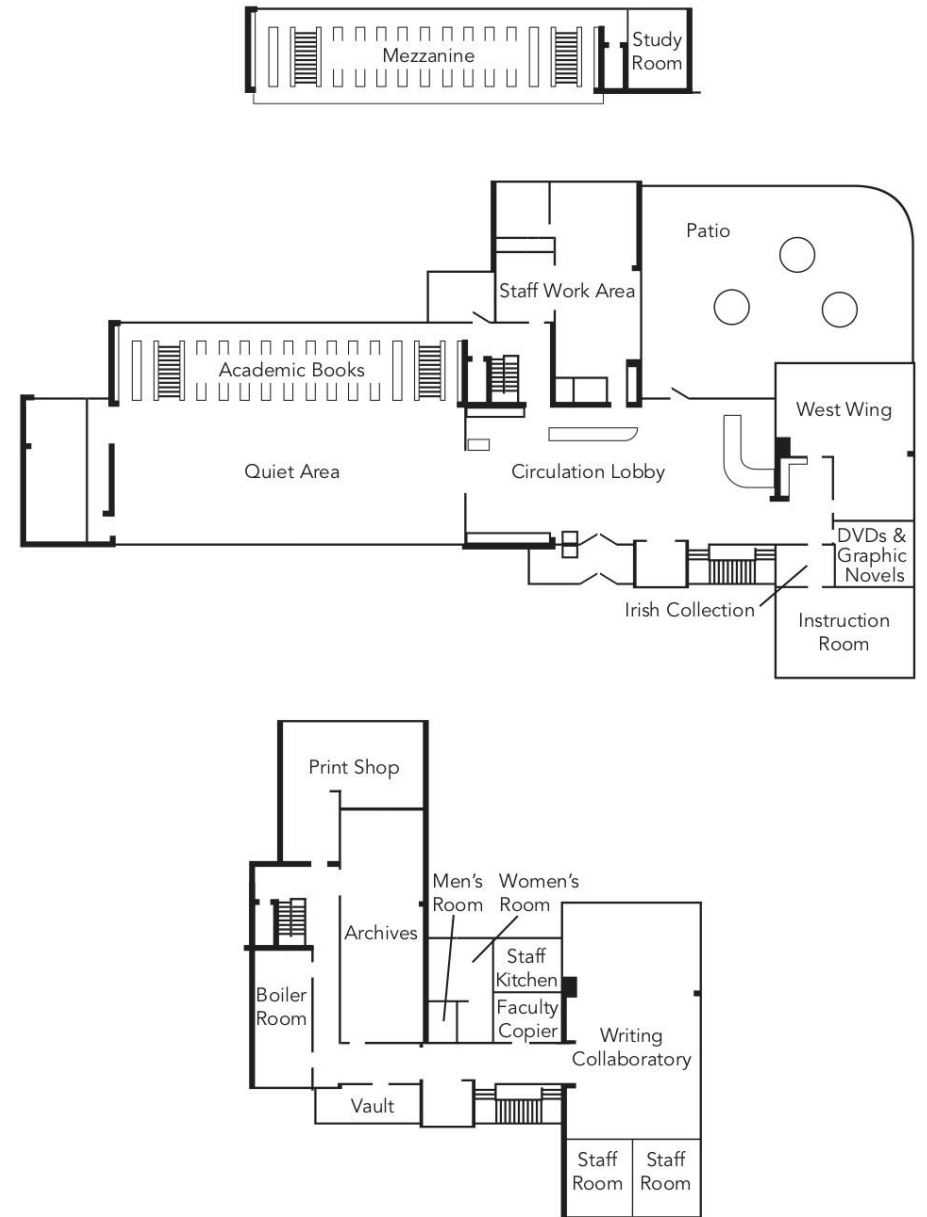 Mezzanine
Study
Room
Patio
Staff Work Area
Academic Books
West Wing
Quiet Area
Circulation Lobby
DVDs &
Graphic
Novels
Irish Collection
Instruction
Room
Print Shop
Men's
Room
Women's
Room
Archives
Staff
Kitchen
Boiler
Room
Faculty
Copier
Writing
Collaboratory
Vault
Staff
Room
Staff
Room